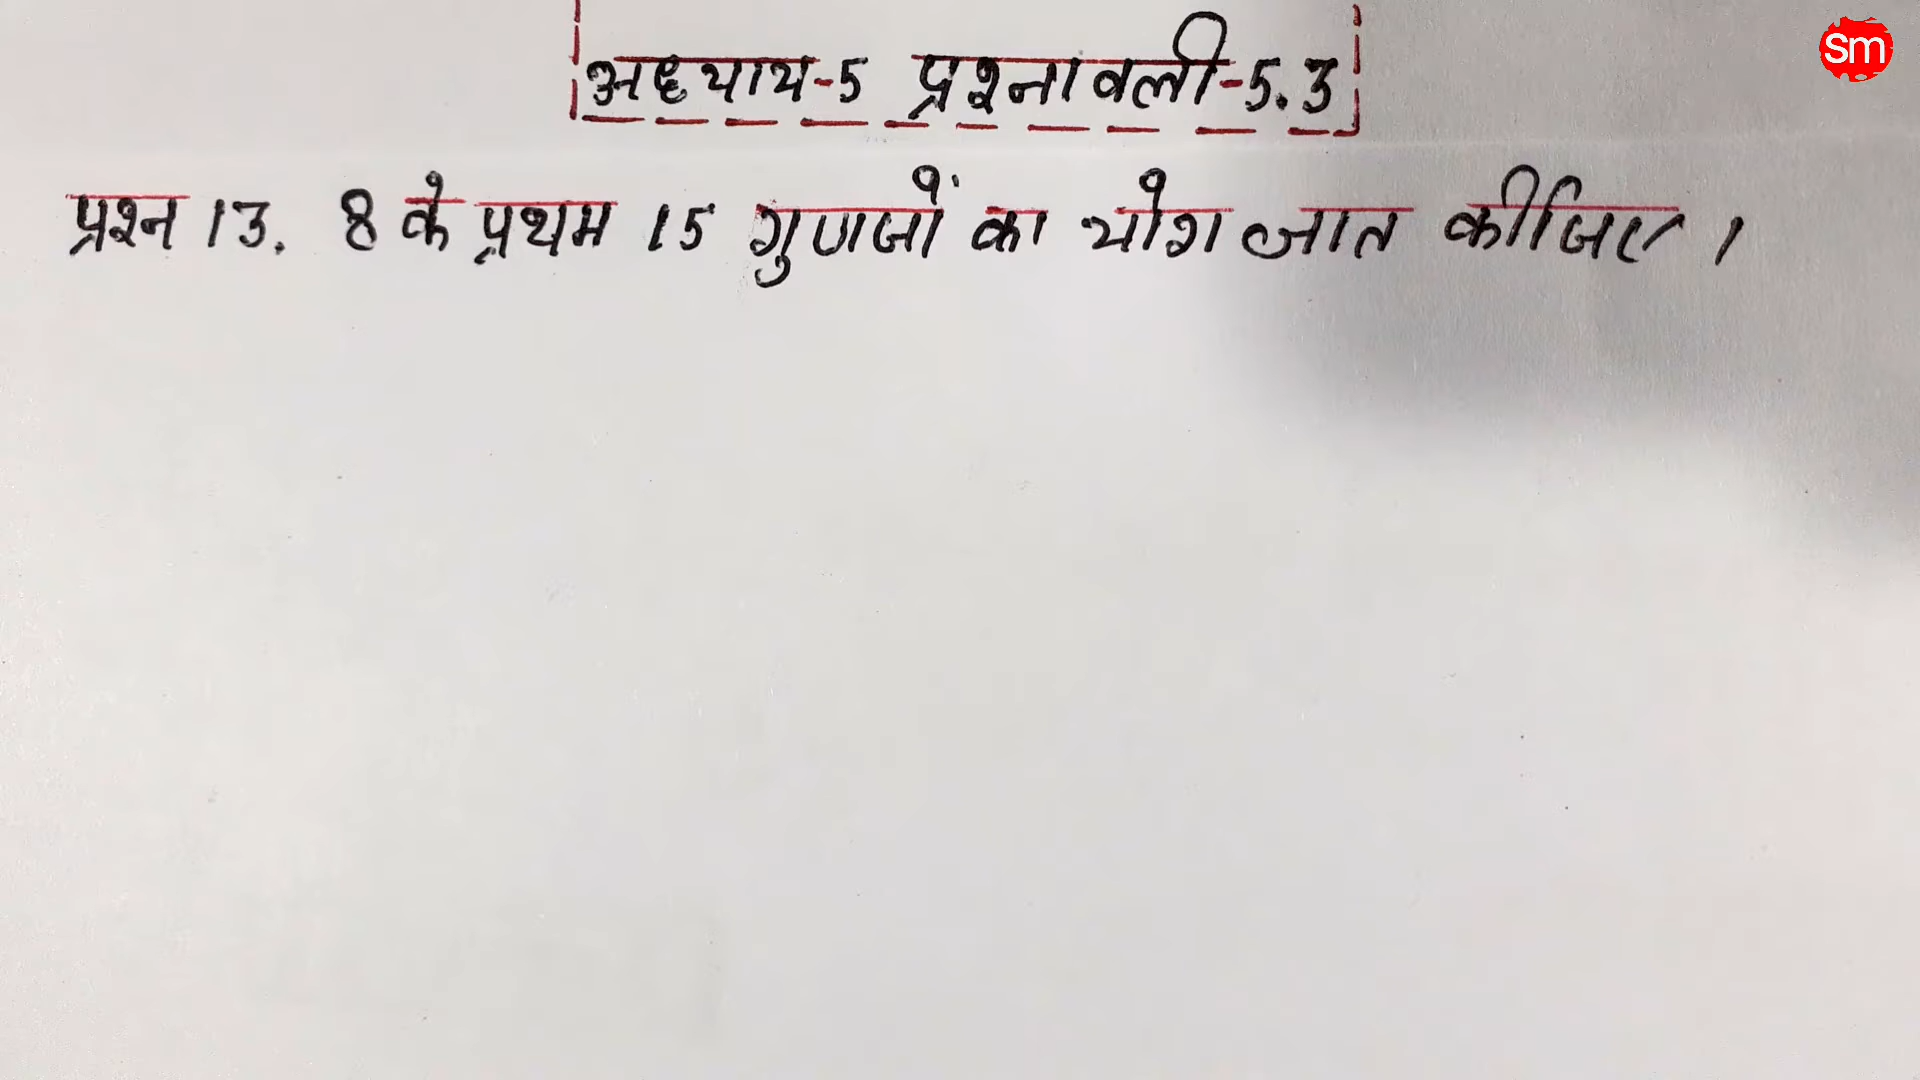 Sm
अध्याय-5 प्रश्नावली-5.3
प्रश्न 13. 8 के प्रथम 15 गुणजों का योग ज्ञात कीजिए।